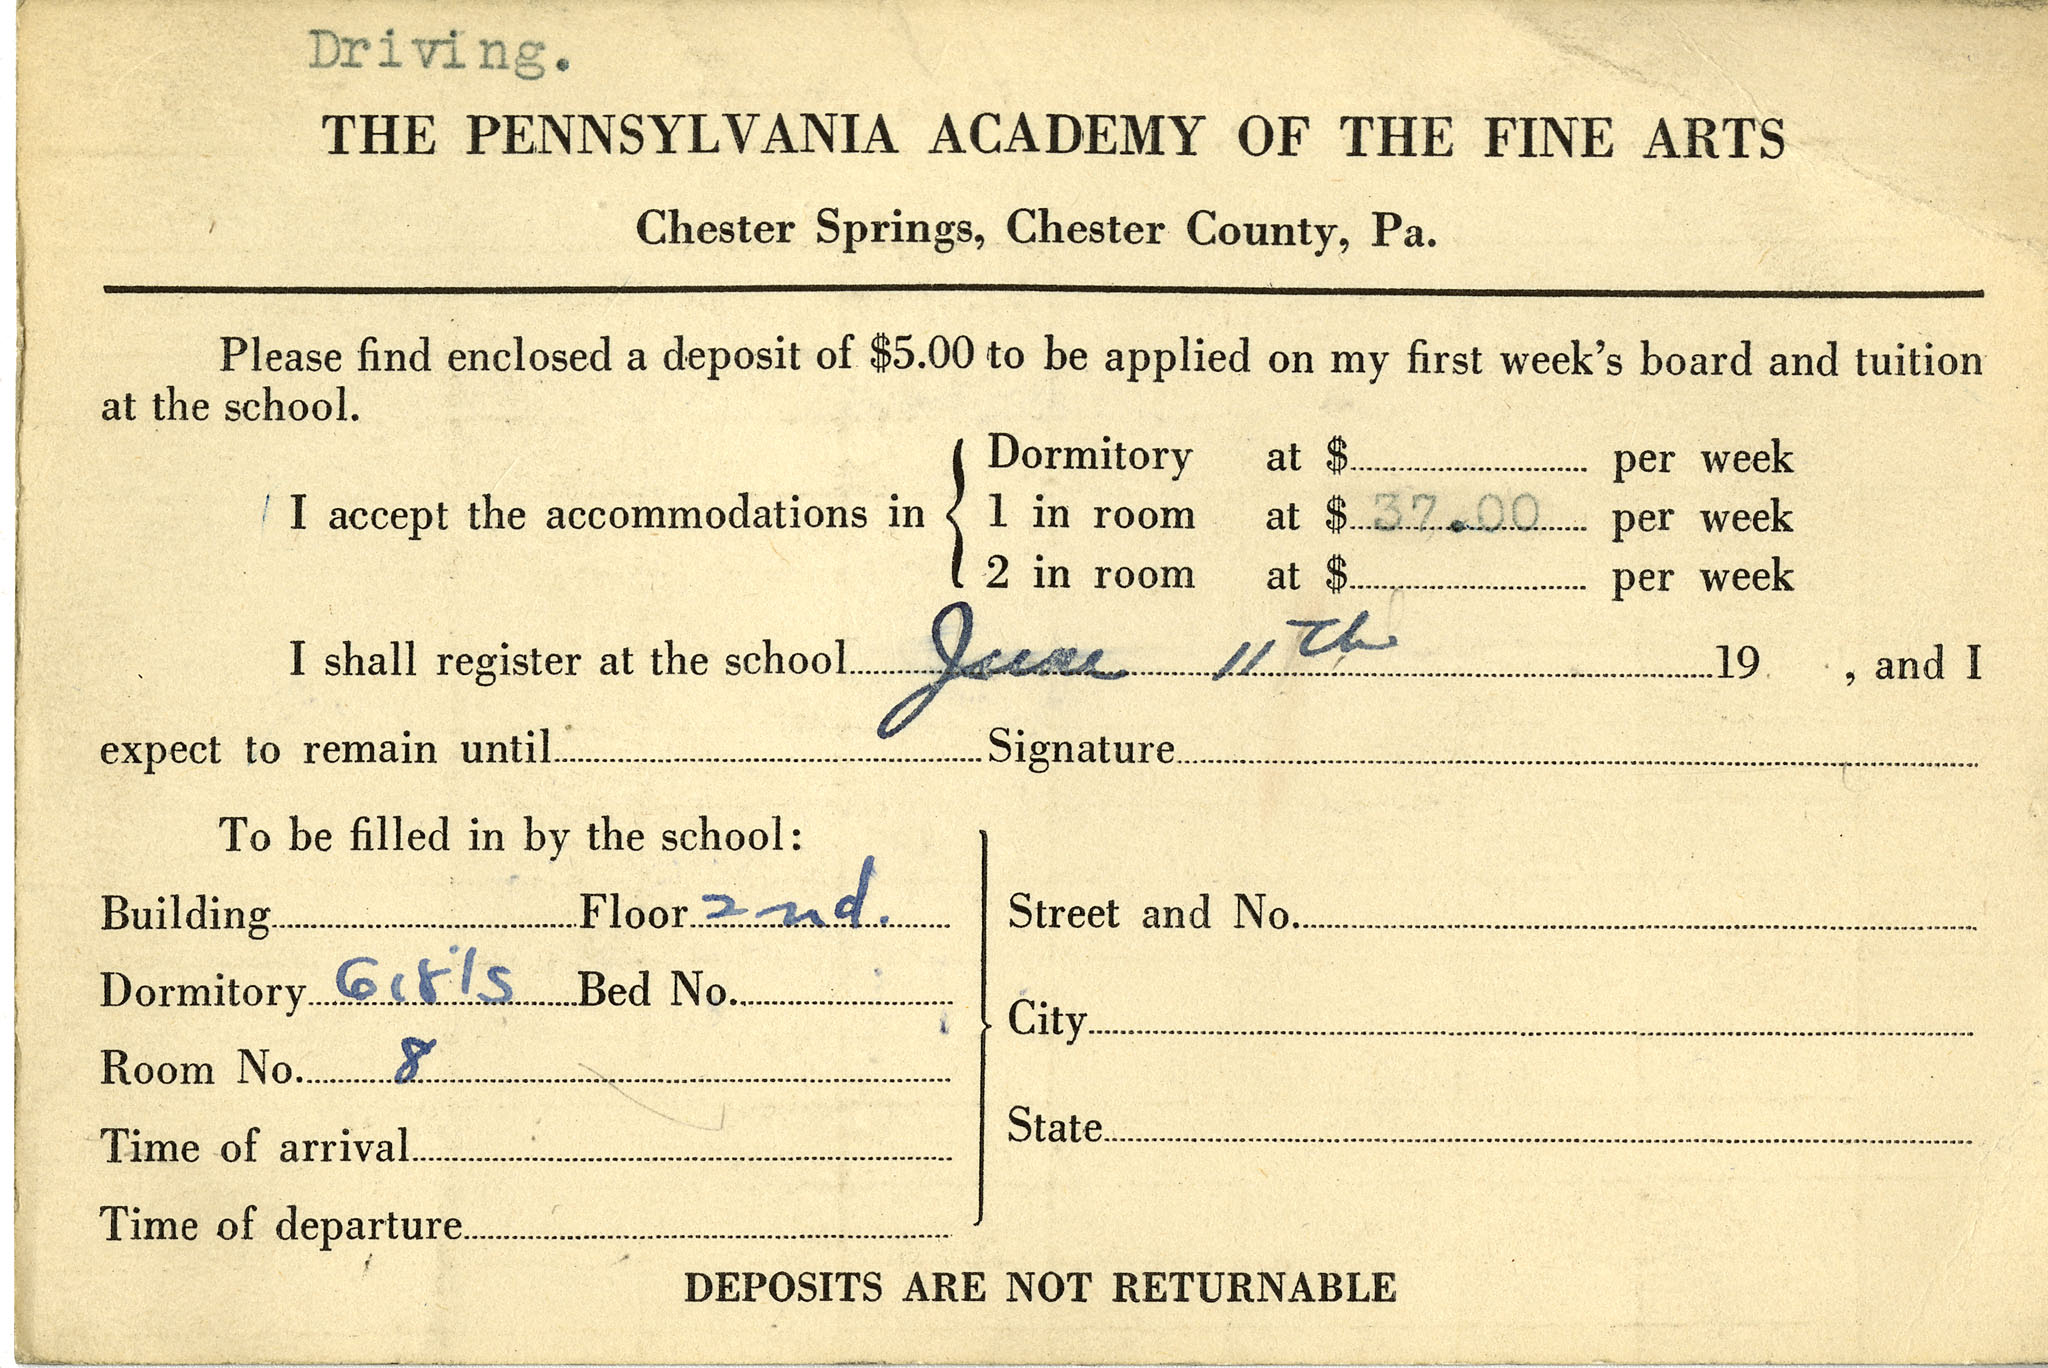 Driving.
THE PENNSYLVANIA ACADEMY OF THE FINE ARTS
Chester Springs, Chester County, Pa.
Please find enclosed a deposit of $5.00 to be applied on my first week's board and tuition
at the school.
Dormitory at $ per week
I accept the accommodations in 1 in room at $ 37.00 per week
2 in room at $ per week
I shall register at the school June 11th 19 , and I
expect to remain until Signature
To be filled in by the school:
Building Floor 2nd.
Dormitory Girls Bed No.
Room No. 8
Time of arrival
Time of departure
Street and No.
City
State
DEPOSITS ARE NOT RETURNABLE